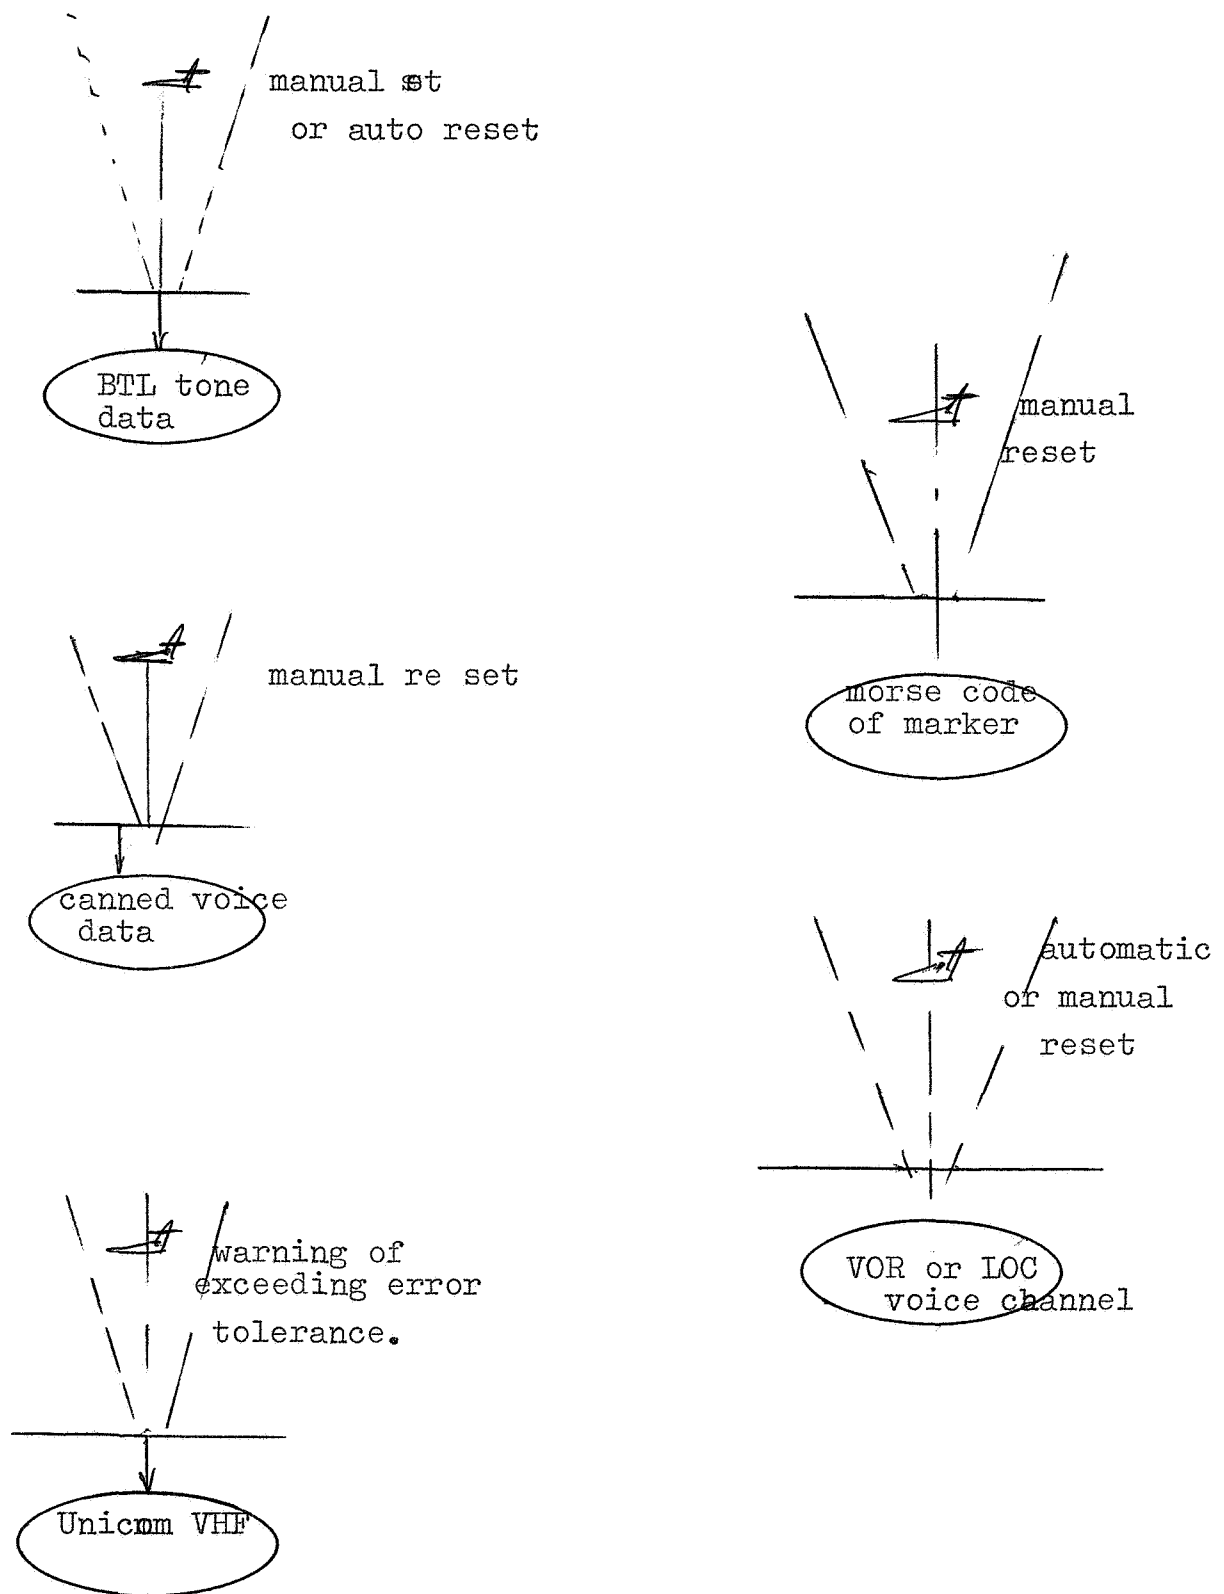 manual st
or auto reset
BTL tone
data
manual
reset
manual re set
morse code
of marker
canned voice
data
automatic
or manual
reset
warning of
exceeding error
tolerance.
VOR or LOC
voice channel
Unicom VHF